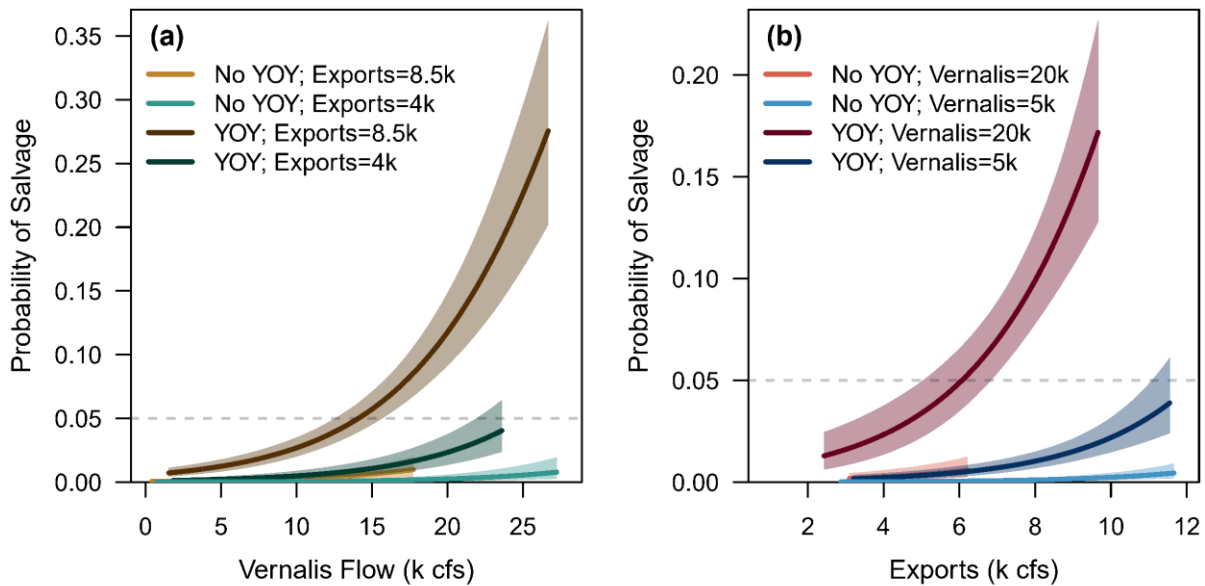 (a)
No YOY; Exports=8.5k
No YOY; Exports=4k
YOY; Exports=8.5k
YOY; Exports=4k
Probability of Salvage
0.35
0.30
0.25
0.20
0.15
0.10
0.05
0.00
0 5 10 15 20 25
Vernalis Flow (k cfs)
(b)
No YOY; Vernalis=20k
No YOY; Vernalis=5k
YOY; Vernalis=20k
YOY; Vernalis=5k
Probability of Salvage
0.20
0.15
0.10
0.05
0.00
2 4 6 8 10 12
Exports (k cfs)